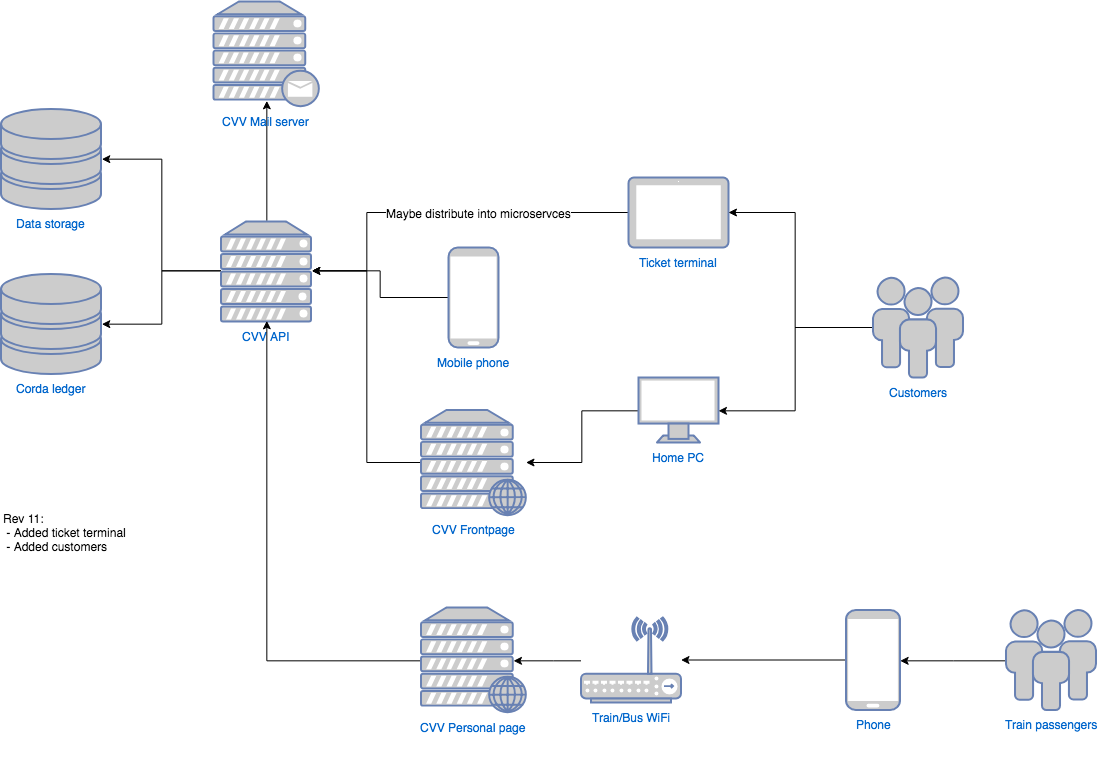 CVV Mail server
Data storage
Maybe distribute into microservces
Ticket terminal
CVV API
Mobile phone
Corda ledger
Customers
Home PC
CVV Frontpage
Rev 11:
- Added ticket terminal
- Added customers
Train/Bus WiFi
CVV Personal page
Phone
Train passengers